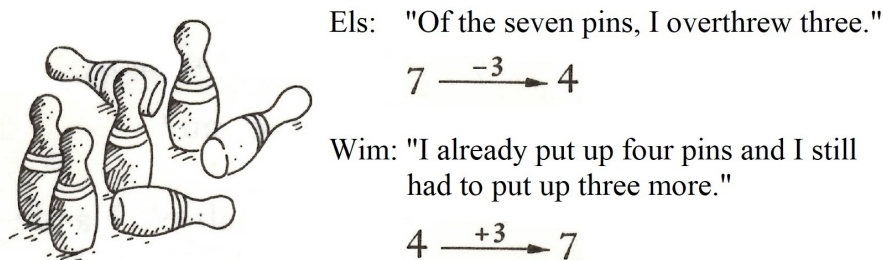 Els: "Of the seven pins, I overthrew three."
7 —−3→ 4
Wim: "I already put up four pins and I still
had to put up three more."
4 —+3→ 7